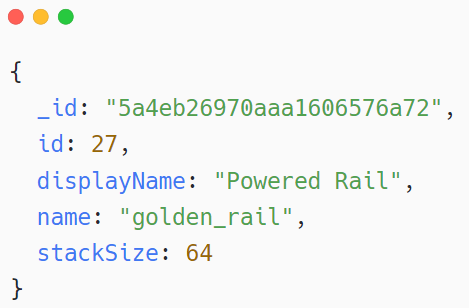 {
  _id: "5a4eb26970aaa1606576a72",
  id: 27,
  displayName: "Powered Rail",
  name: "golden_rail",
  stackSize: 64
}